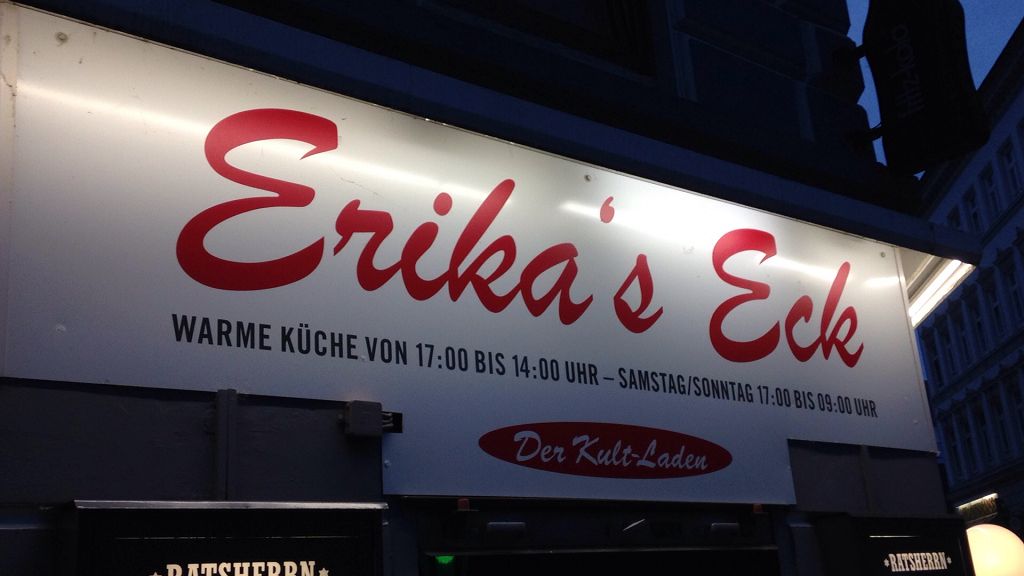 Erika's Eck
WARME KÜCHE VON 17:00 BIS 14:00 UHR – SAMSTAG/SONNTAG 17:00 BIS 09:00 UHR
Der Kult-Laden
*RATSHERRN*
*RATSHERRN*